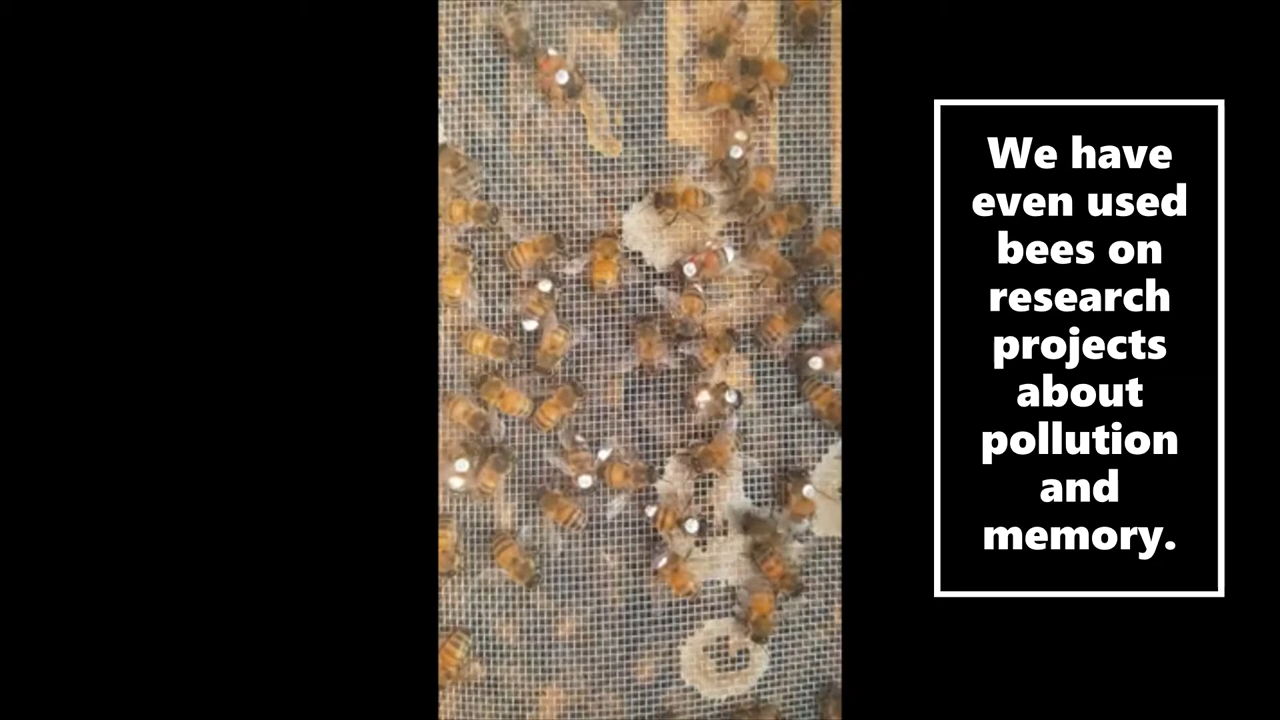 We have
even used
bees on
research
projects
about
pollution
and
memory.